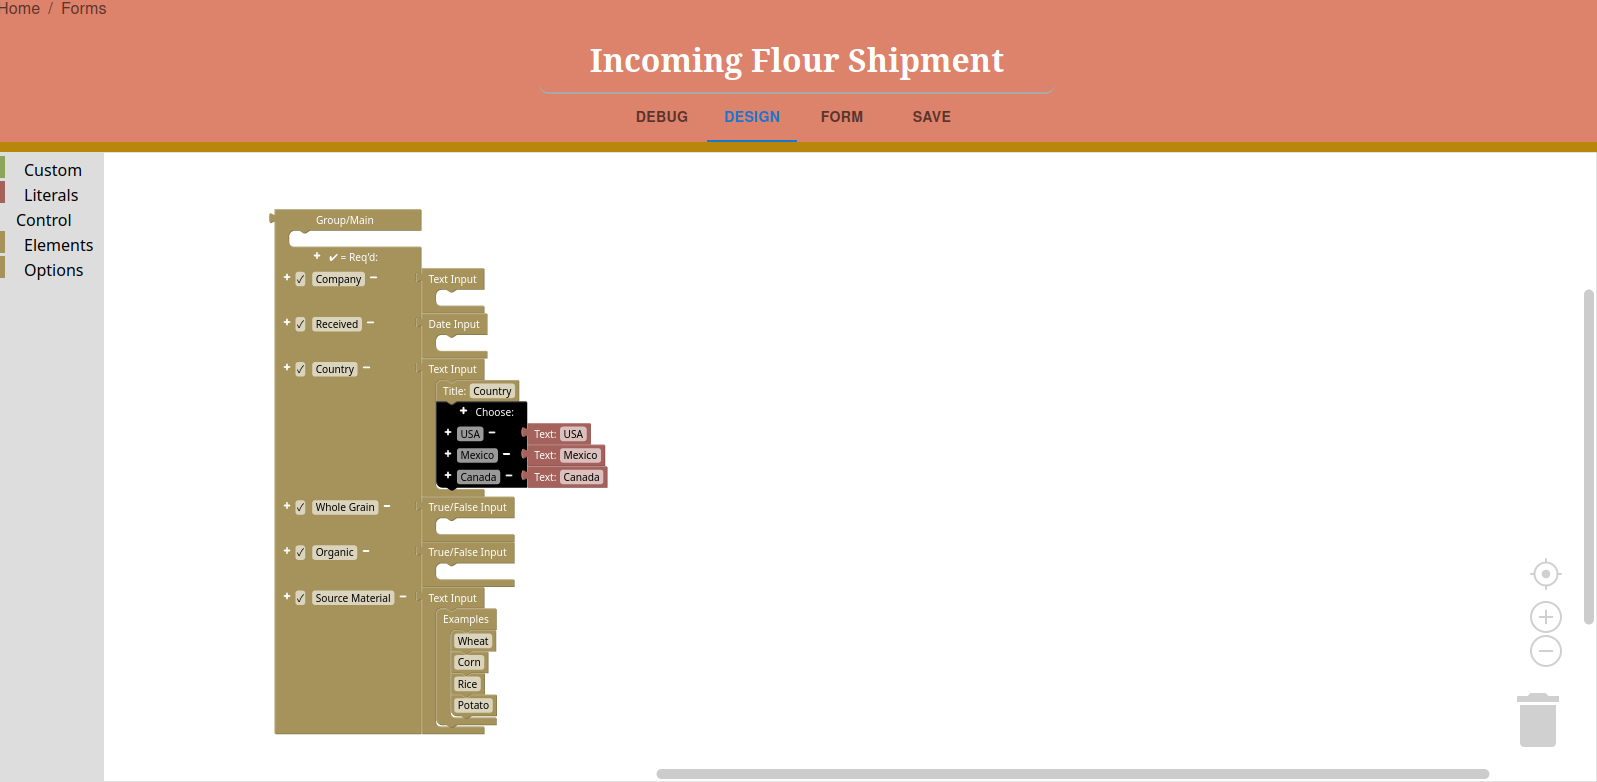 Home / Forms
Incoming Flour Shipment
DEBUG DESIGN FORM SAVE
Custom
Literals
Control
Elements
Options
Group/Main
+ ✔ = Req'd:
+ ✓ Company − Text Input
+ ✓ Received − Date Input
+ ✓ Country − Text Input
Title: Country
+ Choose:
+ USA − Text: USA
+ Mexico − Text: Mexico
+ Canada − Text: Canada
+ ✓ Whole Grain − True/False Input
+ ✓ Organic − True/False Input
+ ✓ Source Material − Text Input
Examples
Wheat
Corn
Rice
Potato